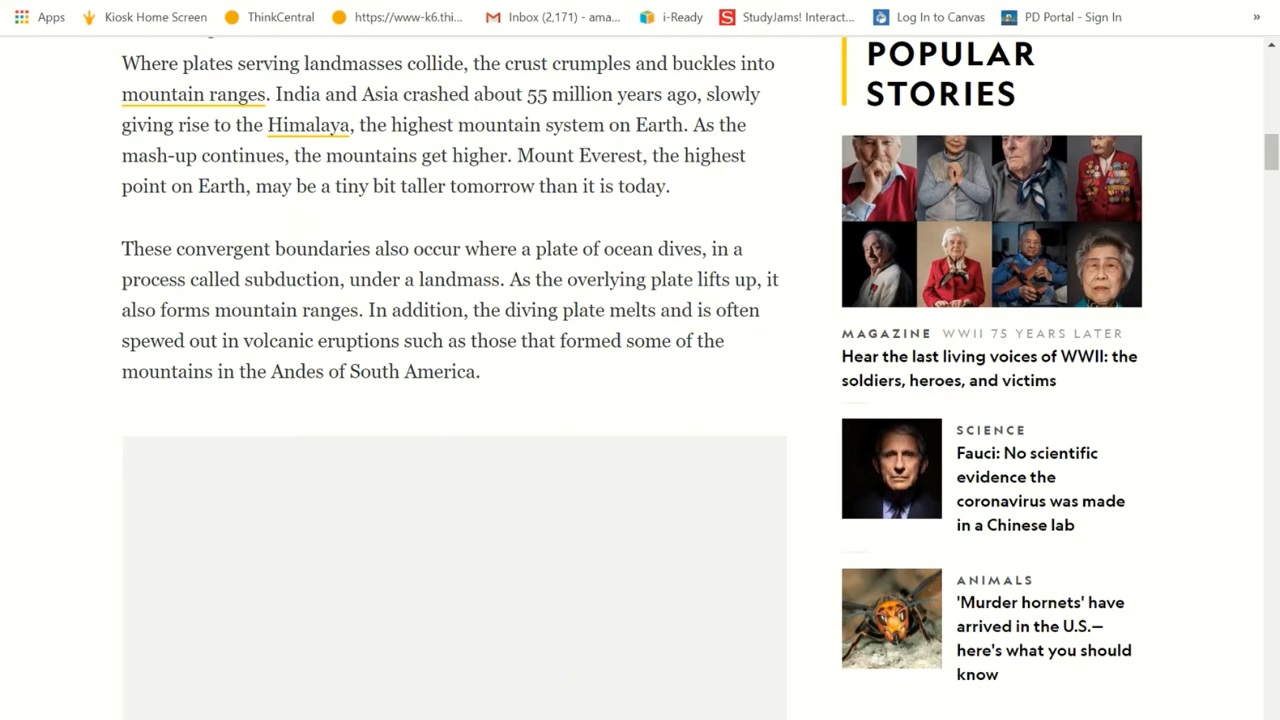 Apps
Kiosk Home Screen
ThinkCentral
https://www-k6.thi...
Inbox (2,171) - ama...
i-Ready
StudyJams! Interact...
Log In to Canvas
PD Portal - Sign In
»
Where plates serving landmasses collide, the crust crumples and buckles into
mountain ranges. India and Asia crashed about 55 million years ago, slowly
giving rise to the Himalaya, the highest mountain system on Earth. As the
mash-up continues, the mountains get higher. Mount Everest, the highest
point on Earth, may be a tiny bit taller tomorrow than it is today.
These convergent boundaries also occur where a plate of ocean dives, in a
process called subduction, under a landmass. As the overlying plate lifts up, it
also forms mountain ranges. In addition, the diving plate melts and is often
spewed out in volcanic eruptions such as those that formed some of the
mountains in the Andes of South America.
POPULAR
STORIES
MAGAZINE WWII 75 YEARS LATER
Hear the last living voices of WWII: the
soldiers, heroes, and victims
SCIENCE
Fauci: No scientific
evidence the
coronavirus was made
in a Chinese lab
ANIMALS
'Murder hornets' have
arrived in the U.S.—
here's what you should
know